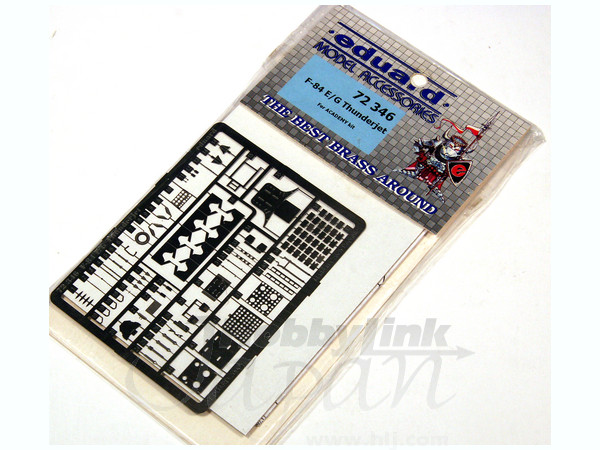 eduard
MODEL ACCESSORIES
72 346
F-84 E/G Thunderjet
For ACADEMY kit
THE BEST BRASS AROUND
HobbyLink
Japan
www.hlj.com